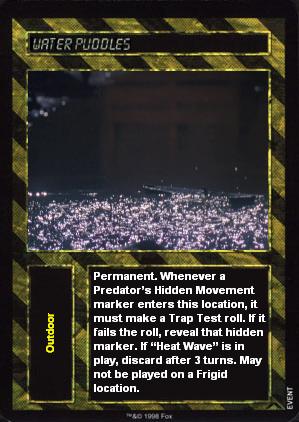 WATER PUDDLES
Outdoor
Permanent. Whenever a
Predator's Hidden Movement
marker enters this location, it
must make a Trap Test roll. If it
fails the roll, reveal that hidden
marker. If “Heat Wave” is in
play, discard after 3 turns. May
not be played on a Frigid
location.
™&© 1998 Fox
EVENT